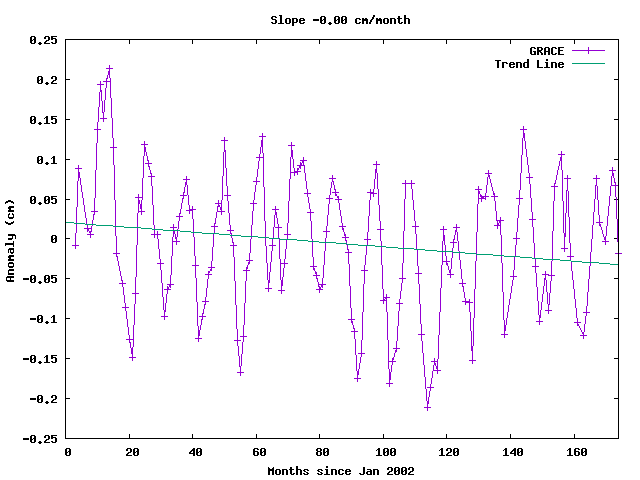 Slope -0.00 cm/month
GRACE
Trend Line
0.25
0.2
0.15
0.1
0.05
0
-0.05
-0.1
-0.15
-0.2
-0.25
Anomaly (cm)
0 20 40 60 80 100 120 140 160
Months since Jan 2002